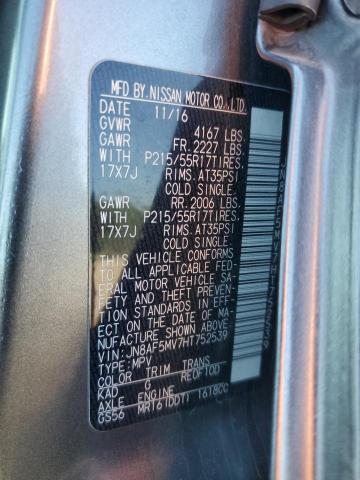 MFD BY.NISSAN MOTOR CO.,LTD.
DATE 11/16
GVWR 4167 LBS.
GAWR FR. 2227 LBS.
WITH P215/55R17TIRES.
17X7J RIMS.AT35PSI
COLD SINGLE.
GAWR RR. 2006 LBS.
WITH P215/55R17TIRES.
17X7J RIMS.AT35PSI
COLD SINGLE.
THIS VEHICLE CONFORMS
TO ALL APPLICABLE FED-
ERAL MOTOR VEHICLE SA-
FETY AND THEFT PREVEN-
TION STANDARDS IN EFF-
ECT ON THE DATE OF MA-
NUFACTURE SHOWN ABOVE
VIN:JN8AF5MV7HT752539
TYPE:MPV
COLOR TRIM TRANS
KAD G RE0F10D
AXLE ENGINE
GS56 MR16(DDT) 1618CC
JN8AF5MV7HT752539